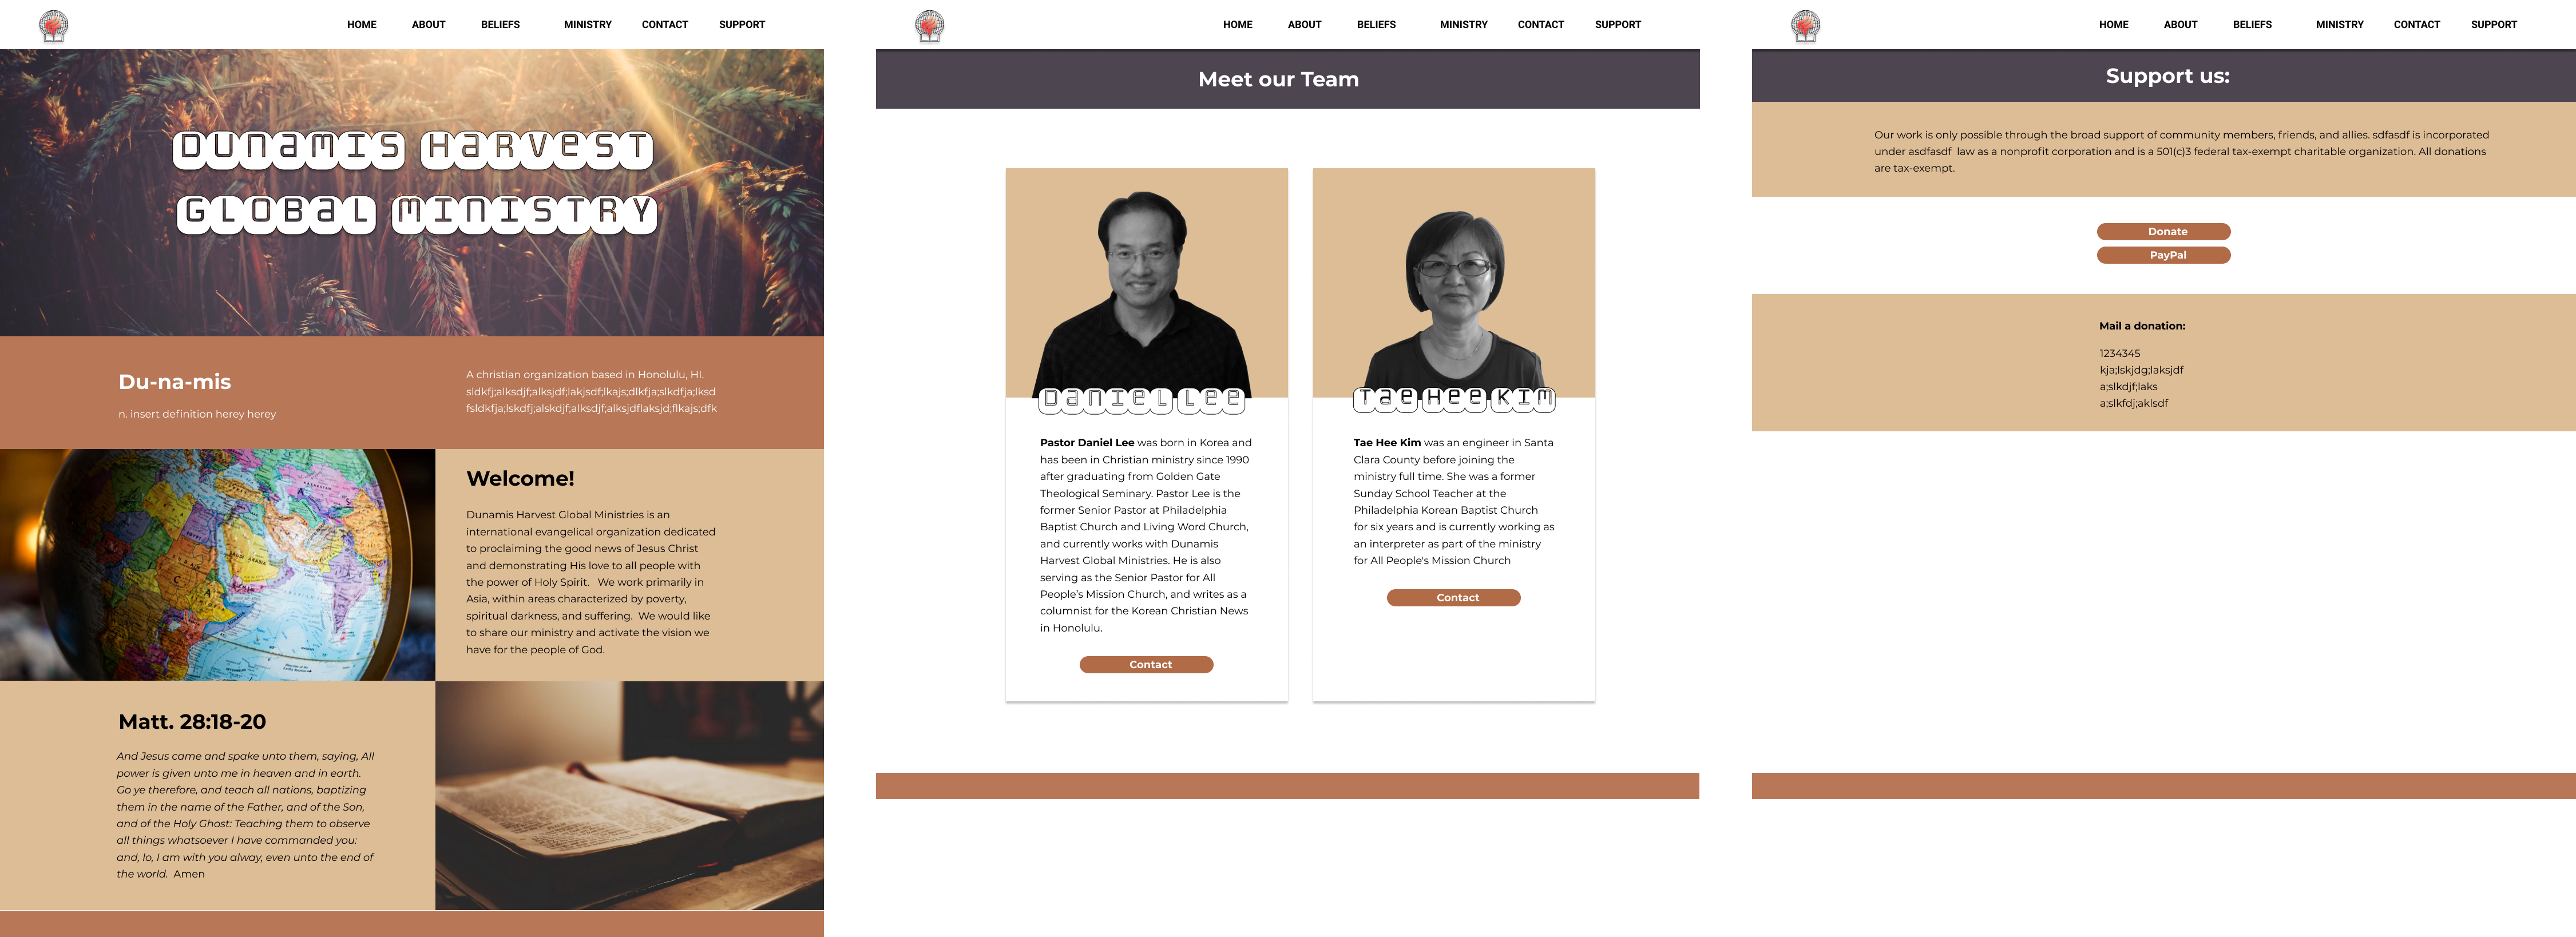 HOME ABOUT BELIEFS MINISTRY CONTACT SUPPORT
DUNAMIS HARVEST
GLOBAL MINISTRY
Du-na-mis
n. insert definition herey herey
A christian organization based in Honolulu, HI.
sldkfj;alksdjf;alksjdf;lakjsdf;lkajs;dlkfja;slkdfja;lksd
fsldkfja;lskdfj;alskdjf;alksdjf;alksjdflaksjd;flkajs;dfk
Welcome!
Dunamis Harvest Global Ministries is an
international evangelical organization dedicated
to proclaiming the good news of Jesus Christ
and demonstrating His love to all people with
the power of Holy Spirit.   We work primarily in
Asia, within areas characterized by poverty,
spiritual darkness, and suffering.  We would like
to share our ministry and activate the vision we
have for the people of God.
Matt. 28:18-20
And Jesus came and spake unto them, saying, All
power is given unto me in heaven and in earth.
Go ye therefore, and teach all nations, baptizing
them in the name of the Father, and of the Son,
and of the Holy Ghost: Teaching them to observe
all things whatsoever I have commanded you:
and, lo, I am with you alway, even unto the end of
the world.  Amen
HOME ABOUT BELIEFS MINISTRY CONTACT SUPPORT
Meet our Team
DANIEL LEE
Pastor Daniel Lee was born in Korea and
has been in Christian ministry since 1990
after graduating from Golden Gate
Theological Seminary. Pastor Lee is the
former Senior Pastor at Philadelphia
Baptist Church and Living Word Church,
and currently works with Dunamis
Harvest Global Ministries. He is also
serving as the Senior Pastor for All
People's Mission Church, and writes as a
columnist for the Korean Christian News
in Honolulu.
Contact
TAE HEE KIM
Tae Hee Kim was an engineer in Santa
Clara County before joining the
ministry full time. She was a former
Sunday School Teacher at the
Philadelphia Korean Baptist Church
for six years and is currently working as
an interpreter as part of the ministry
for All People's Mission Church
Contact
HOME ABOUT BELIEFS MINISTRY CONTACT SUPPORT
Support us:
Our work is only possible through the broad support of community members, friends, and allies. sdfasdf is incorporated
under asdfasdf  law as a nonprofit corporation and is a 501(c)3 federal tax-exempt charitable organization. All donations
are tax-exempt.
Donate
PayPal
Mail a donation:
1234345
kja;lskjdg;laksjdf
a;slkdjf;laks
a;slkfdj;aklsdf